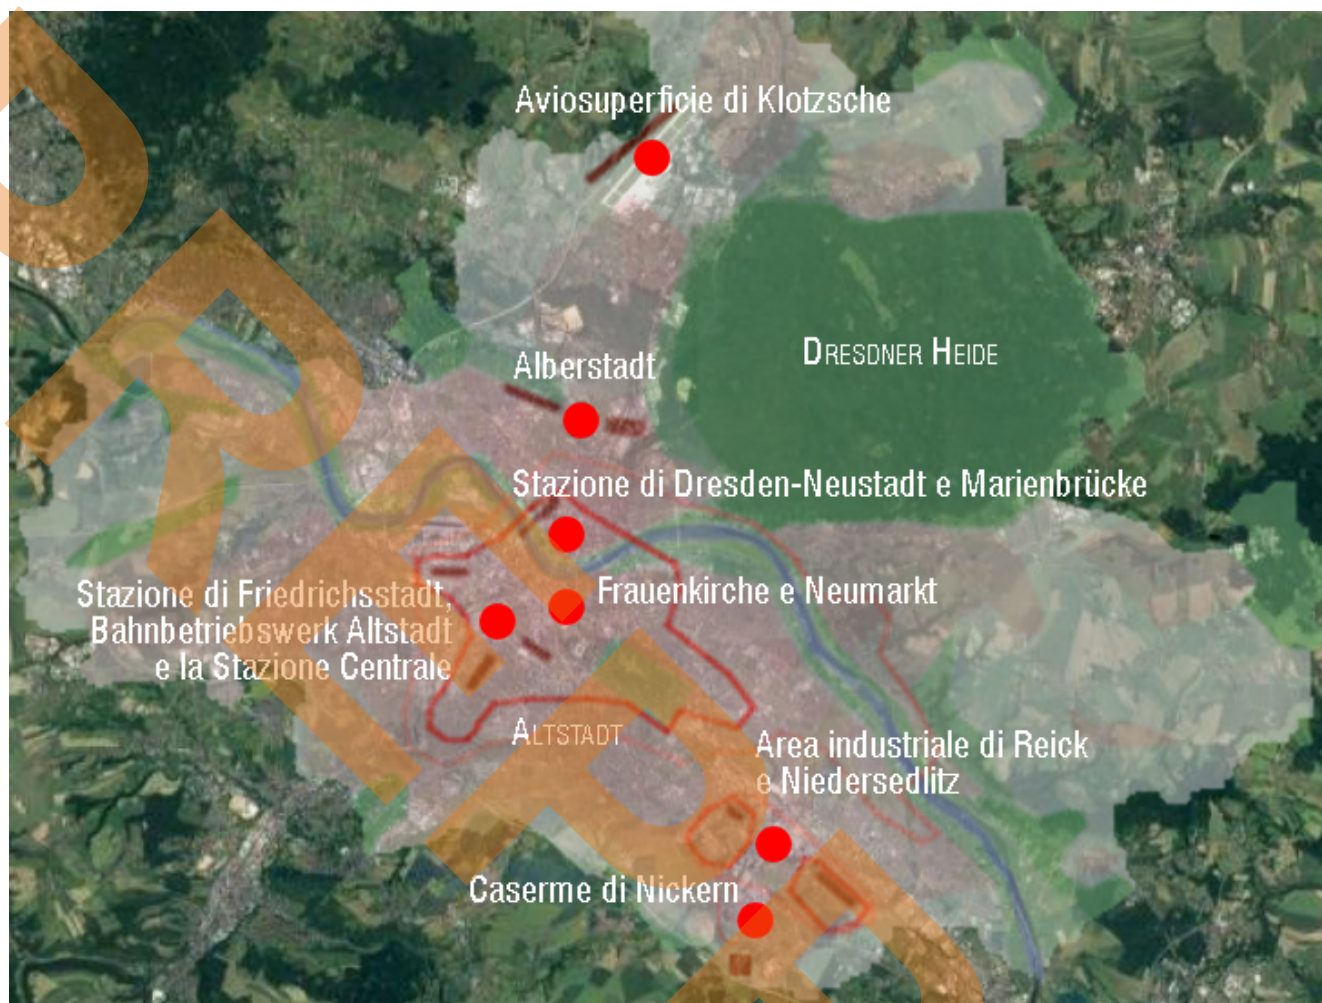 Aviosuperficie di Klotzsche
DRESDNER HEIDE
Alberstadt
Stazione di Dresden-Neustadt e Marienbrücke
Frauenkirche e Neumarkt
Stazione di Friedrichsstadt,
Bahnbetriebswerk Altstadt
e la Stazione Centrale
ALTSTADT
Area industriale di Reick
e Niedersedlitz
Caserme di Nickern